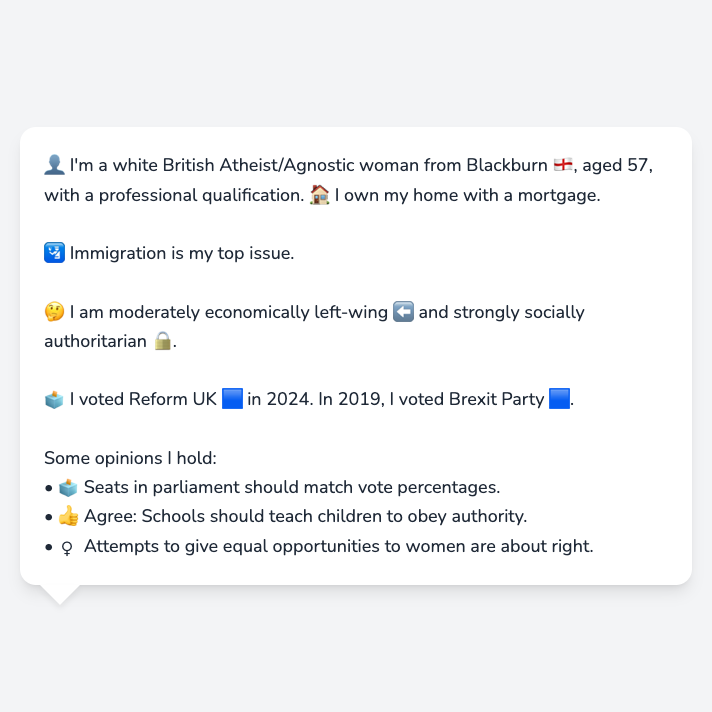 👤 I'm a white British Atheist/Agnostic woman from Blackburn 🏴󠁧󠁢󠁥󠁮󠁧󠁿, aged 57,
with a professional qualification. 🏠 I own my home with a mortgage.
🛂 Immigration is my top issue.
🤔 I am moderately economically left-wing ⬅️ and strongly socially
authoritarian 🔒.
🗳️ I voted Reform UK 🟦 in 2024. In 2019, I voted Brexit Party 🟦.
Some opinions I hold:
• 🗳️ Seats in parliament should match vote percentages.
• 👍 Agree: Schools should teach children to obey authority.
• ♀ Attempts to give equal opportunities to women are about right.